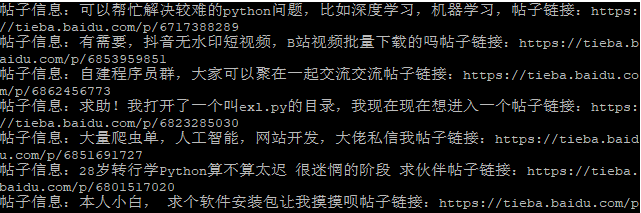 帖子信息：可以帮忙解决较难的python问题，比如深度学习，机器学习，帖子链接：https:
//tieba.baidu.com/p/6717388289
帖子信息：有需要，抖音无水印短视频，B站视频批量下载的吗帖子链接：https://tieba.b
aidu.com/p/6853959851
帖子信息：自建程序员群，大家可以聚在一起交流交流帖子链接：https://tieba.baidu.co
m/p/6862456773
帖子信息：求助！我打开了一个叫exl.py的目录，我现在现在想进入一个帖子链接：https:
//tieba.baidu.com/p/6823285030
帖子信息：大量爬虫单，人工智能，网站开发，大佬私信我帖子链接：https://tieba.baid
u.com/p/6851691727
帖子信息：28岁转行学Python算不算太迟 很迷惘的阶段 求伙伴帖子链接：https://tieba.
baidu.com/p/6801517020
帖子信息：本人小白， 求个软件安装包让我摸摸呗帖子链接：https://tieba.baidu.com/p